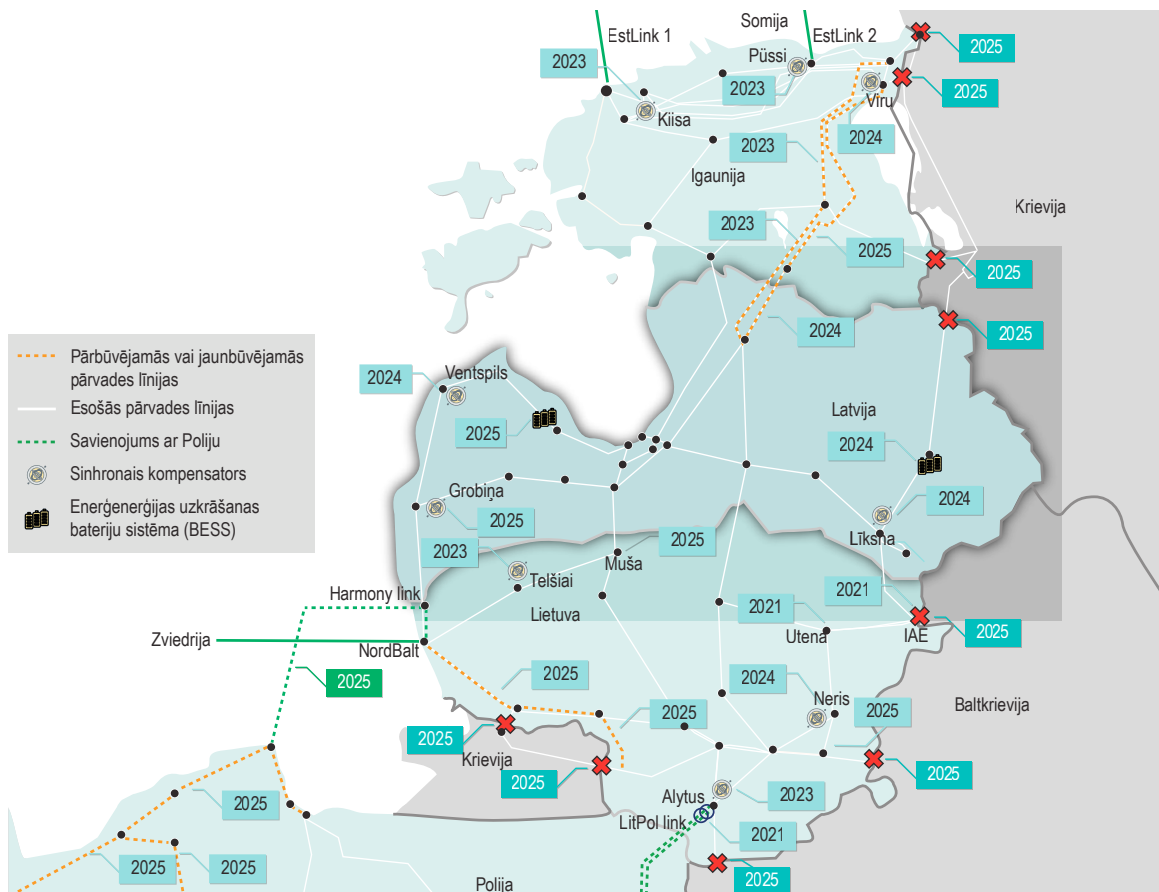 Somija
EstLink 1
EstLink 2
2025
2023
Püssi
2023
2025
Viru
Kiisa
2024
2023
Igaunija
Krievija
2023
2025
2025
2024
2025
Pārbūvējamās vai jaunbūvējamās
pārvades līnijas
Esošās pārvades līnijas
Savienojums ar Poliju
Sinhronais kompensators
Enerģenerģijas uzkrāšanas
bateriju sistēma (BESS)
2024
Ventspils
2025
Latvija
2024
Grobiņa
2025
2024
Līksna
2023
Muša
2025
Telšiai
Harmony link
Lietuva
2021
2021
Utena
IAE
2025
Zviedrija
NordBalt
2025
2025
2024
Neris
2025
2025
Baltkrievija
2025
Krievija
2025
2025
Alytus
2023
LitPol link
2021
2025
2025
2025
2025
Polija